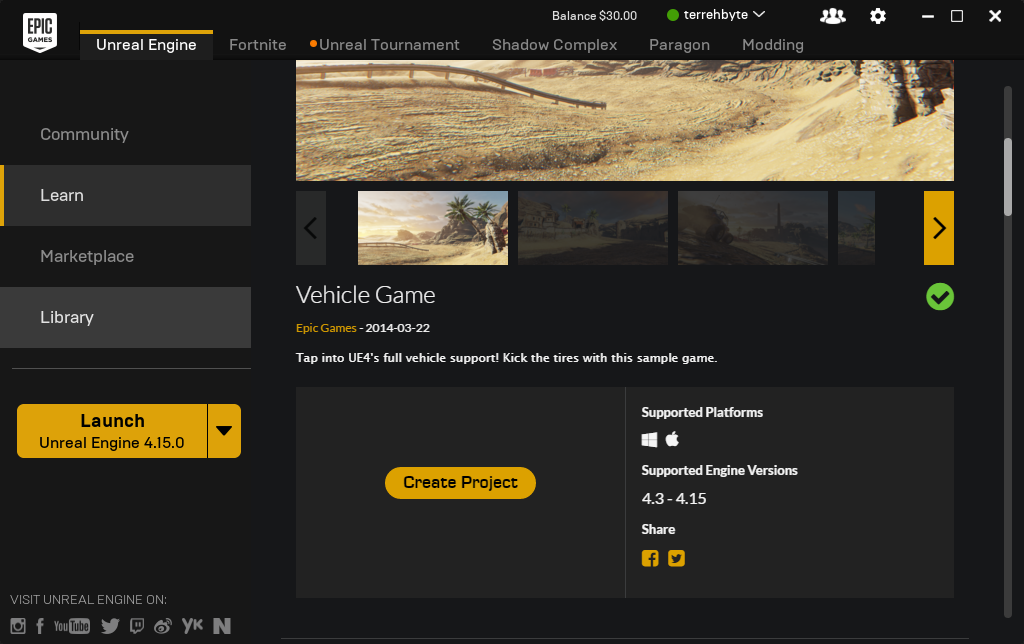 EPIC
GAMES
Balance $30.00
terrehbyte
Unreal Engine
Fortnite
Unreal Tournament
Shadow Complex
Paragon
Modding
Community
Learn
Marketplace
Library
Launch
Unreal Engine 4.15.0
VISIT UNREAL ENGINE ON:
You Tube
Vehicle Game
Epic Games - 2014-03-22
Tap into UE4's full vehicle support! Kick the tires with this sample game.
Create Project
Supported Platforms
Supported Engine Versions
4.3 - 4.15
Share